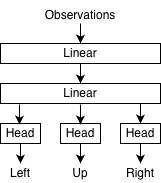 Observations
Linear
Linear
Head Head Head
Left Up Right